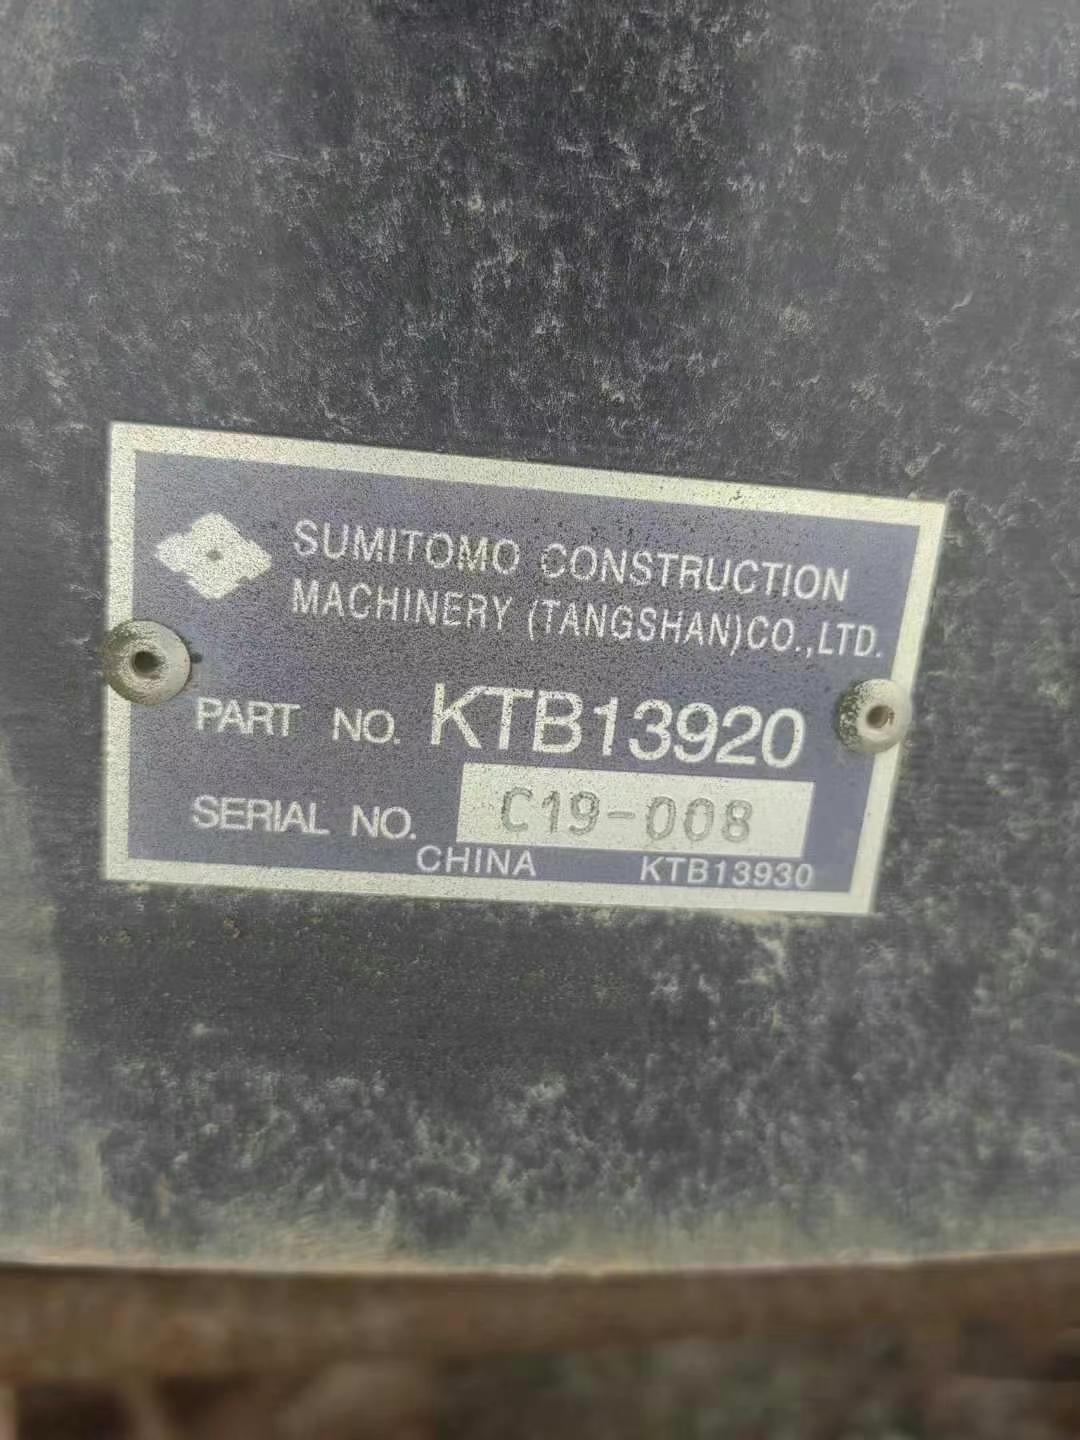 SUMITOMO CONSTRUCTION
MACHINERY (TANGSHAN)CO.,LTD.
PART NO. KTB13920
SERIAL NO. C19-008
CHINA KTB13930